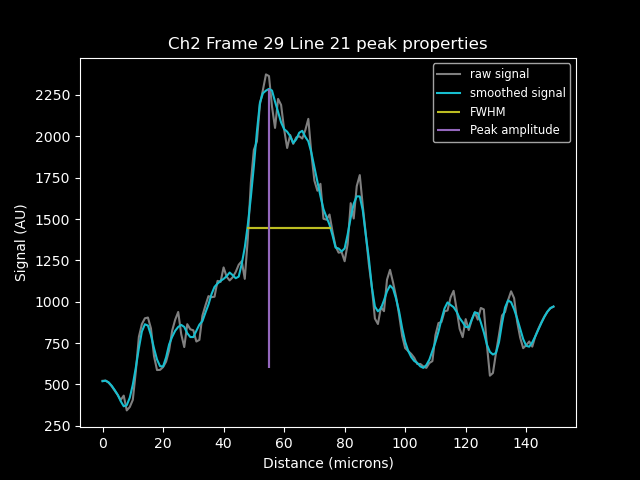 Ch2 Frame 29 Line 21 peak properties
raw signal
smoothed signal
FWHM
Peak amplitude
Signal (AU)
2250
2000
1750
1500
1250
1000
750
500
250
0 20 40 60 80 100 120 140
Distance (microns)